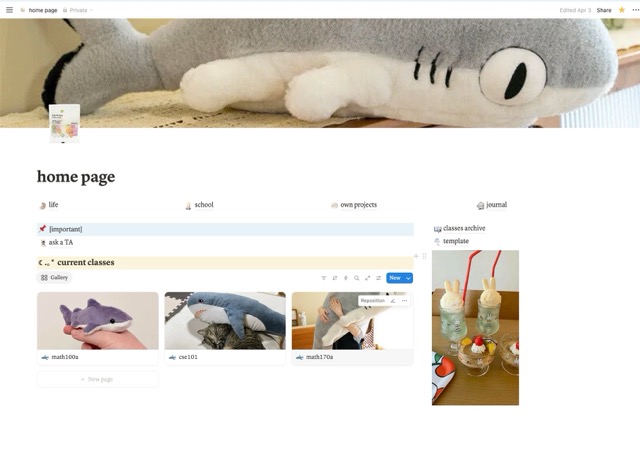 home page
Private
Edited Apr 3
Share
home page
life
school
own projects
journal
[important]
ask a TA
classes archive
template
current classes
Gallery
New
Reposition
math100a
cse101
math170a
New page